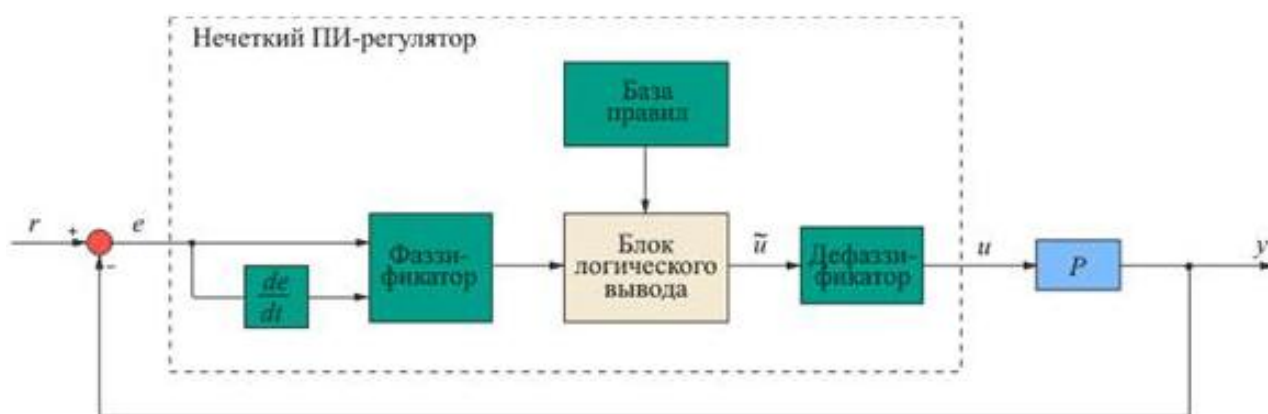 Нечеткий ПИ-регулятор
База
правил
r
+
−
e
de
dt
Фаззи-
фикатор
Блок
логического
вывода
ũ
Дефаззи-
фикатор
u
P
y